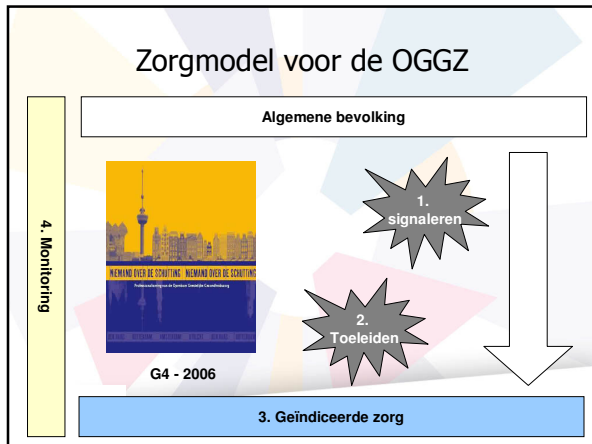 Zorgmodel voor de OGGZ
Algemene bevolking
4. Monitoring
1.
signaleren
NIEMAND OVER DE SCHUTTING NIEMAND OVER DE SCHUTTING
2.
Toeleiden
G4 - 2006
3. Geïndiceerde zorg